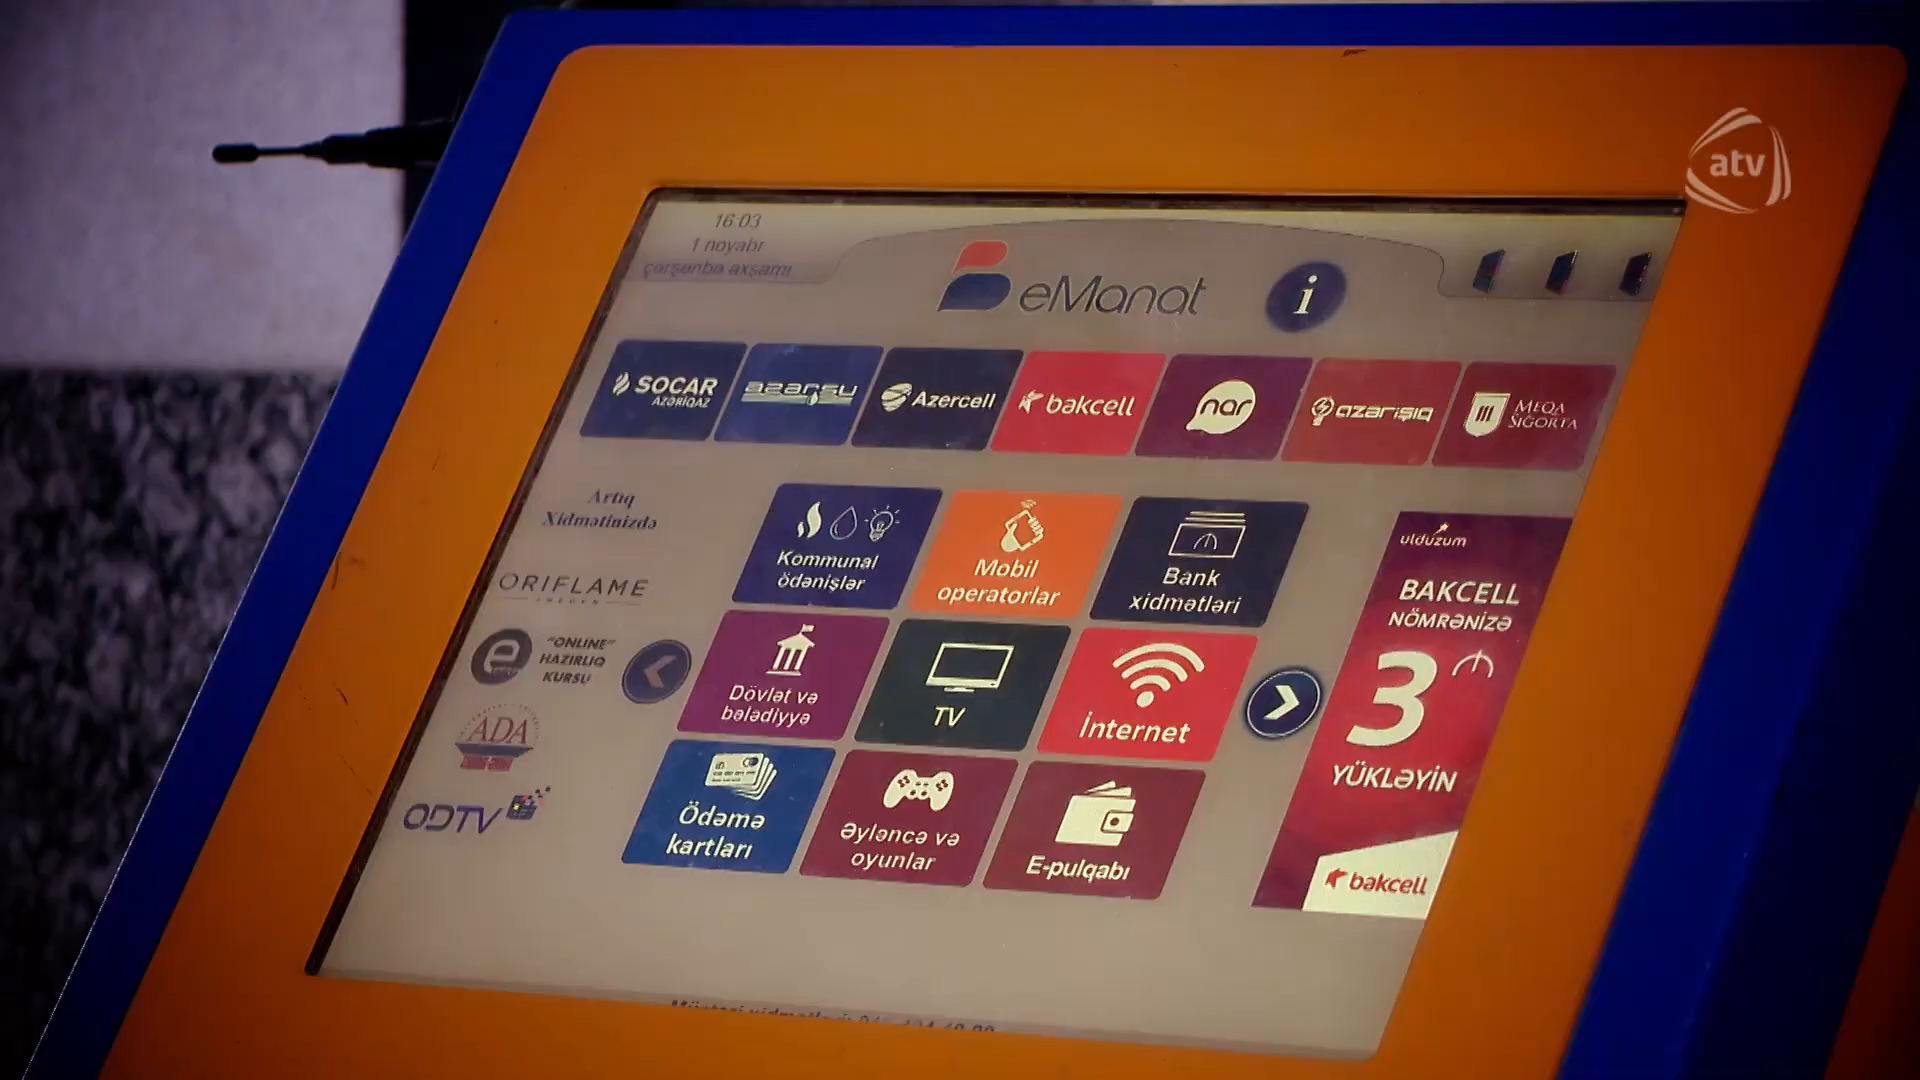 atv
16:03
1 noyabr
çərşənbə axşamı
eManat
i
SOCAR
AZƏRİQAZ
azərsu
Azercell
bakcell
nar
azərişıq
MEQA
SIĞORTA
Artıq
Xidmətinizdə
ORIFLAME
SWEDEN
"ONLINE"
HAZIRLIQ
KURSU
ADA
ODTV
Kommunal
ödənişlər
Mobil
operatorlar
Bank
xidmətləri
Dövlət və
bələdiyyə
TV
İnternet
Ödəmə
kartları
Əyləncə və
oyunlar
E-pulqabı
ulduzum
BAKCELL
NÖMRƏNİZƏ
3 ₼
YÜKLƏYİN
bakcell